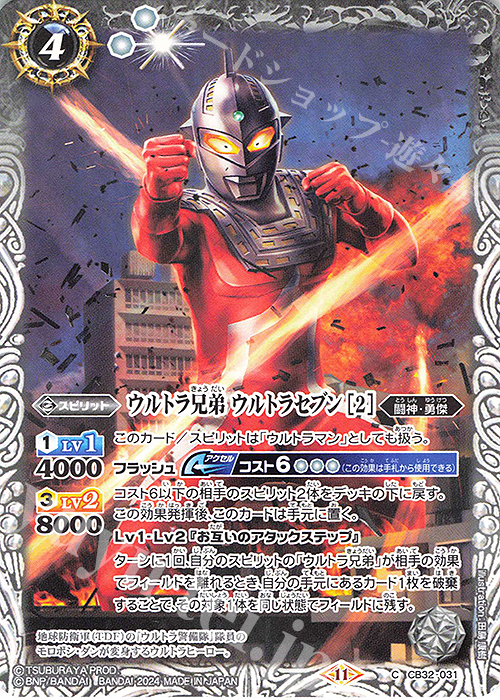 4
ウルトラ兄弟 ウルトラセブン [2]
スピリット
闘神・勇傑
1 LV1
4000
3 LV2
8000
このカード/スピリットは「ウルトラマン」としても扱う。
フラッシュ アクセル コスト6 (この効果は手札から使用できる)
コスト6以下の相手のスピリット2体をデッキの下に戻す。
この効果発揮後、このカードは手元に置く。
Lv1・Lv2『お互いのアタックステップ』
ターンに1回、自分のスピリットの「ウルトラ兄弟」が相手の効果
でフィールドを離れるとき、自分の手元にあるカード1枚を破棄
することで、その対象1体を同じ状態でフィールドに残す。
地球防衛軍(TDF)の「ウルトラ警備隊」隊員の
モロボシ・ダンが変身するウルトラヒーロー。
©TSUBURAYA PROD.
©BNP/BANDAI BANDAI 2024 MADE IN JAPAN
11
C CB32-031
カードショップ-遊々